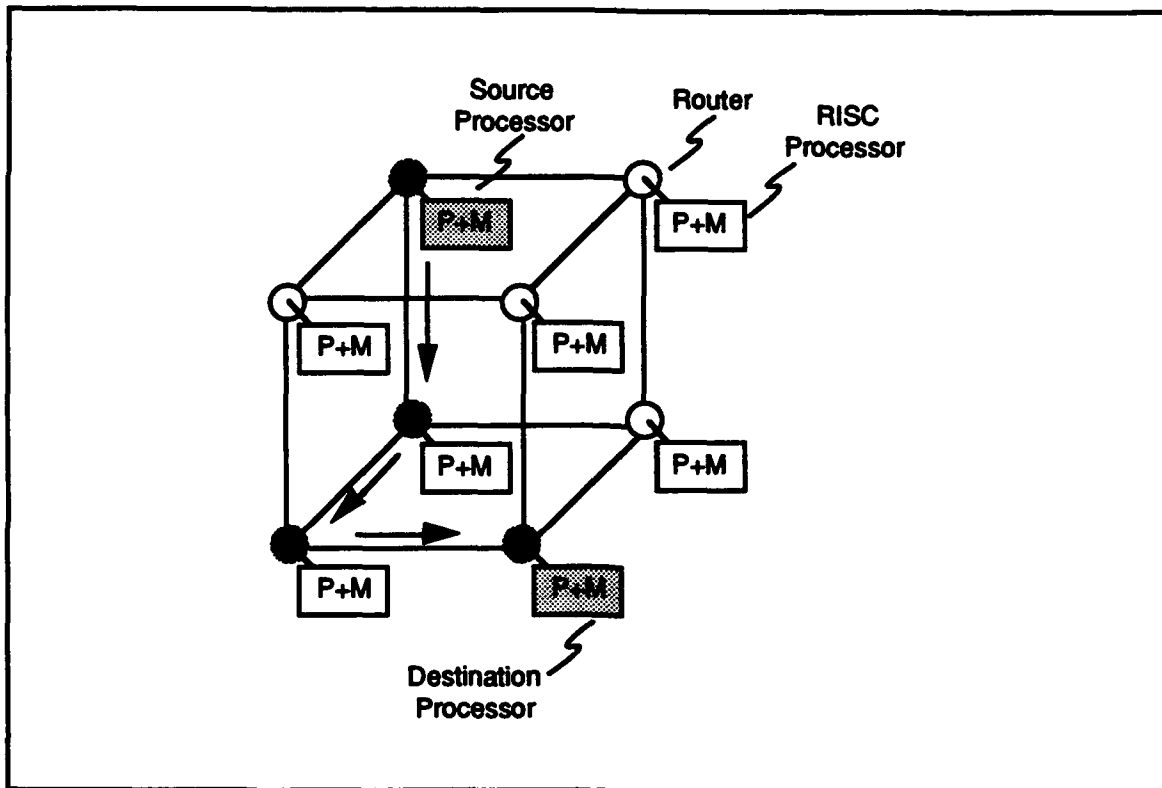 Source
Processor
Router
RISC
Processor
P+M
P+M
P+M
P+M
P+M
P+M
P+M
P+M
Destination
Processor